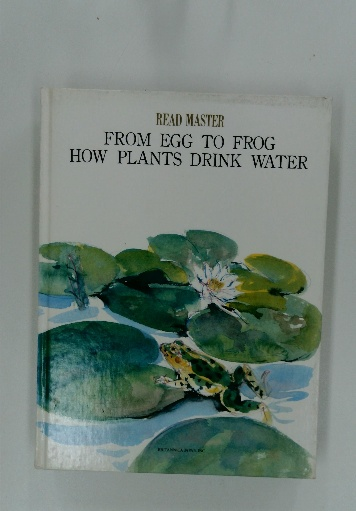 READ MASTER
FROM EGG TO FROG
HOW PLANTS DRINK WATER